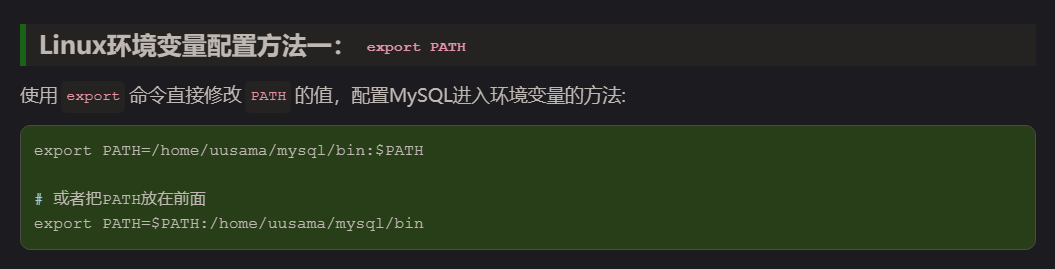 Linux环境变量配置方法一： export PATH
使用 export 命令直接修改 PATH 的值，配置MySQL进入环境变量的方法:
export PATH=/home/uusama/mysql/bin:$PATH
# 或者把PATH放在前面
export PATH=$PATH:/home/uusama/mysql/bin